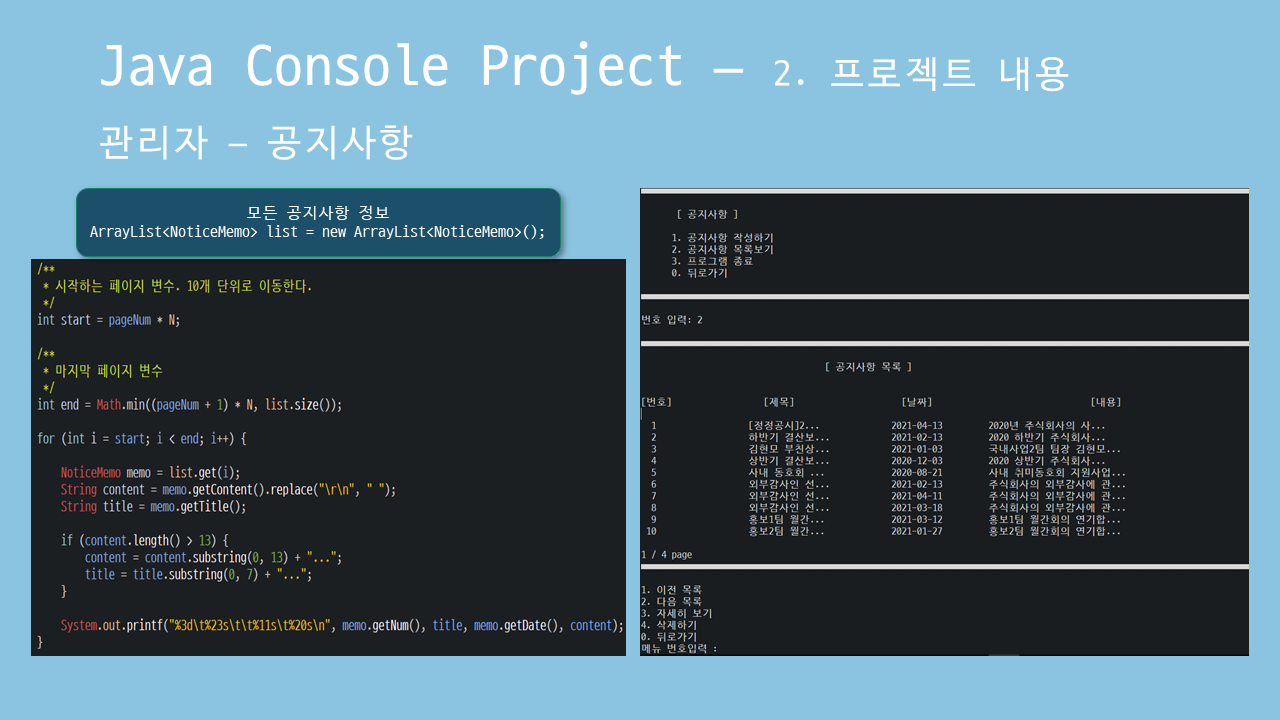 Java Console Project – 2. 프로젝트 내용
관리자 – 공지사항
모든 공지사항 정보
ArrayList<NoticeMemo> list = new ArrayList<NoticeMemo>();
/**
 * 시작하는 페이지 변수. 10개 단위로 이동한다.
 */
int start = pageNum * N;
/**
 * 마지막 페이지 변수
 */
int end = Math.min((pageNum + 1) * N, list.size());
for (int i = start; i < end; i++) {
NoticeMemo memo = list.get(i);
String content = memo.getContent().replace("\r\n", " ");
String title = memo.getTitle();
if (content.length() > 13) {
content = content.substring(0, 13) + "...";
title = title.substring(0, 7) + "...";
}
System.out.printf("%3d\t%23s\t\t%11s\t%20s\n", memo.getNum(), title, memo.getDate(), content);
}
[ 공지사항 ]
1. 공지사항 작성하기
2. 공지사항 목록보기
3. 프로그램 종료
0. 뒤로가기
번호 입력: 2
[ 공지사항 목록 ]
[번호] [제목] [날짜] [내용]
1 [정정공시]2... 2021-04-13 2020년 주식회사의 사...
2 하반기 결산보... 2021-02-13 2020 하반기 주식회사...
3 김현모 부친상... 2021-01-03 국내사업2팀 팀장 김현모...
4 상반기 결산보... 2020-12-03 2020 상반기 주식회사...
5 사내 동호회 ... 2020-08-21 사내 취미동호회 지원사업...
6 외부감사인 선... 2021-02-13 주식회사의 외부감사에 관...
7 외부감사인 선... 2021-04-11 주식회사의 외부감사에 관...
8 외부감사인 선... 2021-03-18 주식회사의 외부감사에 관...
9 홍보1팀 월간... 2021-03-12 홍보1팀 월간회의 연기합...
10 홍보2팀 월간... 2021-01-27 홍보2팀 월간회의 연기합...
1 / 4 page
1. 이전 목록
2. 다음 목록
3. 자세히 보기
4. 삭제하기
0. 뒤로가기
메뉴 번호입력 :